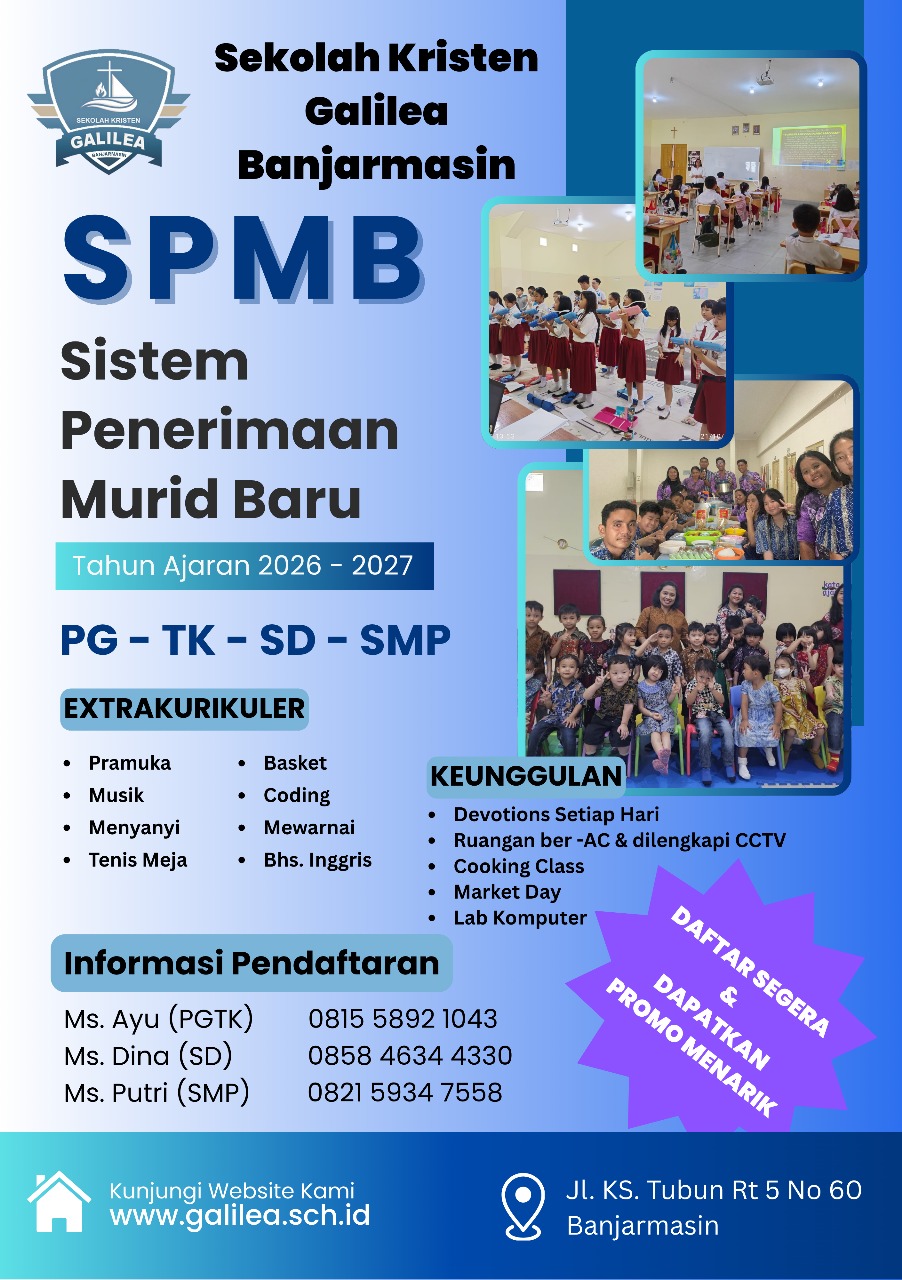 SEKOLAH KRISTEN
GALILEA
BANJARMASIN
Sekolah Kristen
Galilea
Banjarmasin
SPMB
Sistem
Penerimaan
Murid Baru
Tahun Ajaran 2026 - 2027
PG - TK - SD - SMP
EXTRAKURIKULER
• Pramuka
• Musik
• Menyanyi
• Tenis Meja
• Basket
• Coding
• Mewarnai
• Bhs. Inggris
KEUNGGULAN
• Devotions Setiap Hari
• Ruangan ber -AC & dilengkapi CCTV
• Cooking Class
• Market Day
• Lab Komputer
DAFTAR SEGERA
&
DAPATKAN
PROMO MENARIK
Informasi Pendaftaran
Ms. Ayu (PGTK) 0815 5892 1043
Ms. Dina (SD) 0858 4634 4330
Ms. Putri (SMP) 0821 5934 7558
Kunjungi Website Kami
www.galilea.sch.id
Jl. KS. Tubun Rt 5 No 60
Banjarmasin